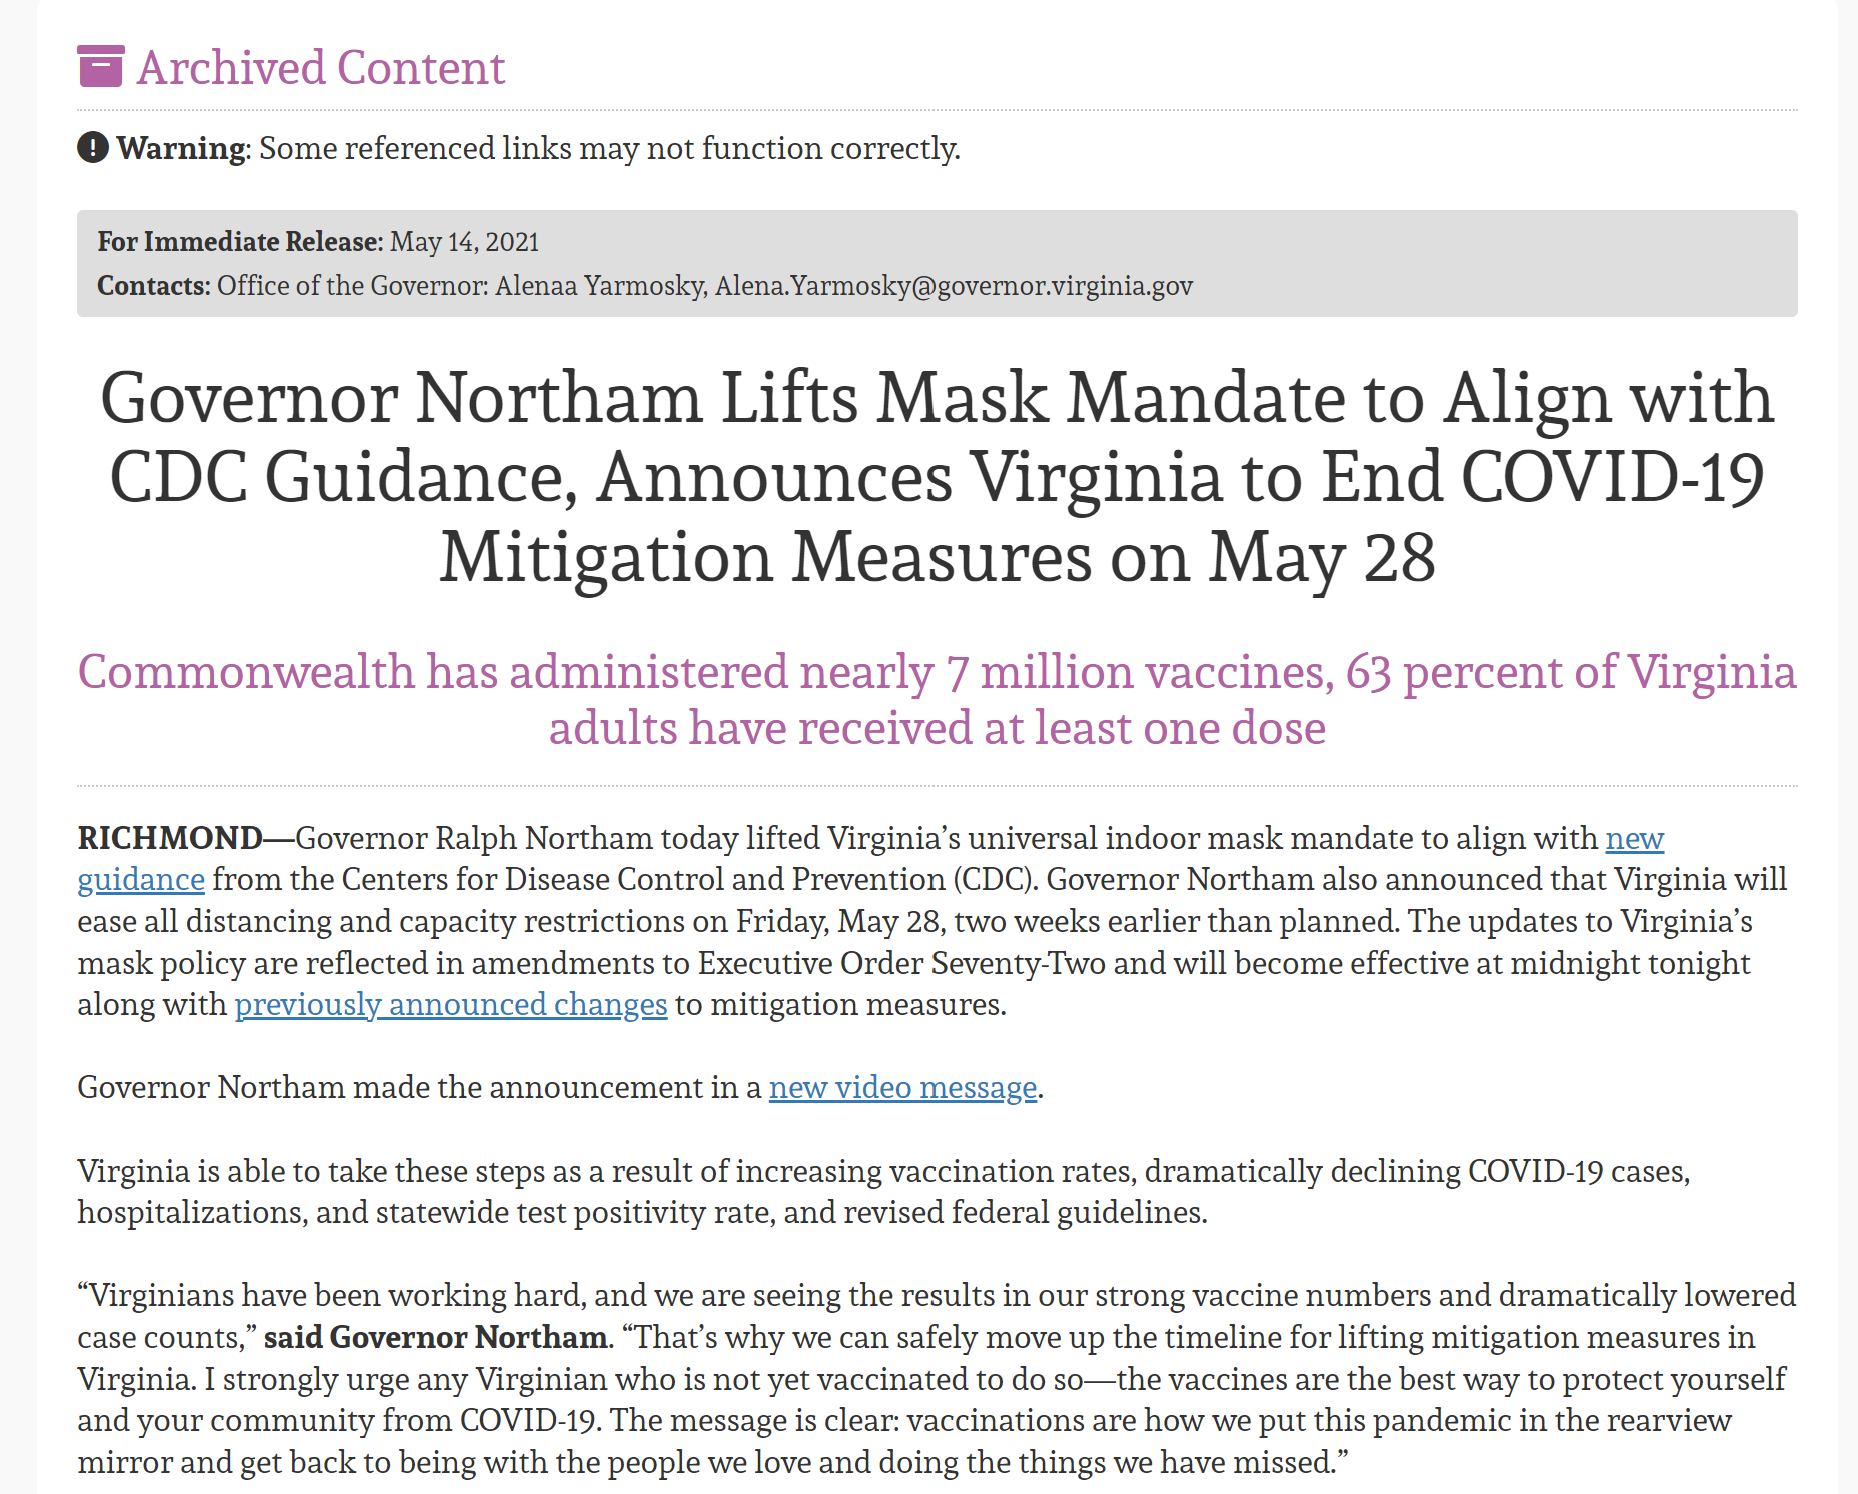 Archived Content
Warning: Some referenced links may not function correctly.
For Immediate Release: May 14, 2021
Contacts: Office of the Governor: Alenaa Yarmosky, Alena.Yarmosky@governor.virginia.gov
Governor Northam Lifts Mask Mandate to Align with
CDC Guidance, Announces Virginia to End COVID-19
Mitigation Measures on May 28
Commonwealth has administered nearly 7 million vaccines, 63 percent of Virginia
adults have received at least one dose
RICHMOND—Governor Ralph Northam today lifted Virginia’s universal indoor mask mandate to align with new
guidance from the Centers for Disease Control and Prevention (CDC). Governor Northam also announced that Virginia will
ease all distancing and capacity restrictions on Friday, May 28, two weeks earlier than planned. The updates to Virginia’s
mask policy are reflected in amendments to Executive Order Seventy-Two and will become effective at midnight tonight
along with previously announced changes to mitigation measures.
Governor Northam made the announcement in a new video message.
Virginia is able to take these steps as a result of increasing vaccination rates, dramatically declining COVID-19 cases,
hospitalizations, and statewide test positivity rate, and revised federal guidelines.
“Virginians have been working hard, and we are seeing the results in our strong vaccine numbers and dramatically lowered
case counts,” said Governor Northam. “That’s why we can safely move up the timeline for lifting mitigation measures in
Virginia. I strongly urge any Virginian who is not yet vaccinated to do so—the vaccines are the best way to protect yourself
and your community from COVID-19. The message is clear: vaccinations are how we put this pandemic in the rearview
mirror and get back to being with the people we love and doing the things we have missed.”